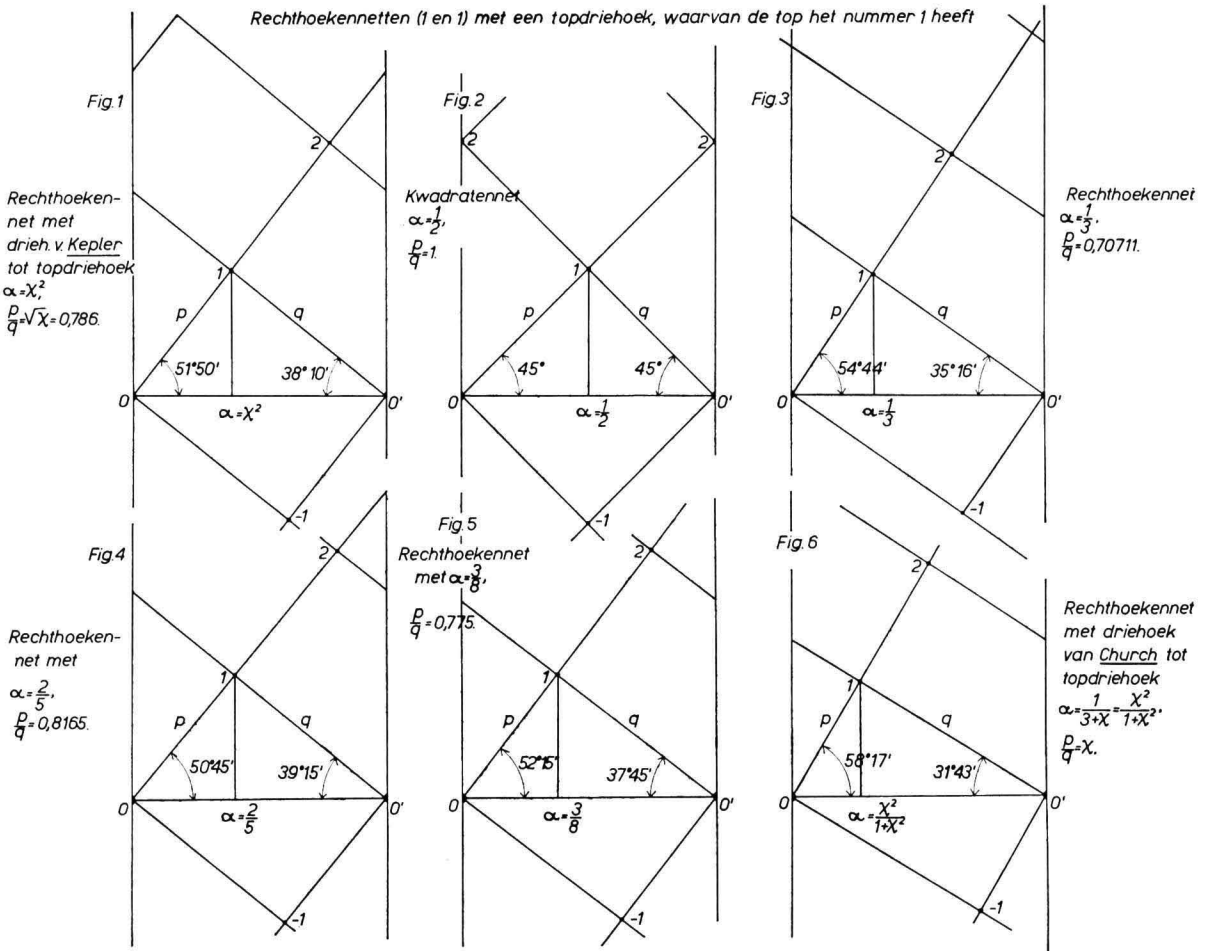 Rechthoekennetten (1 en 1) met een topdriehoek, waarvan de top het nummer 1 heeft
Fig.1
2
Rechthoeken-
net met
drieh. v. Kepler
tot topdriehoek
α=χ²,
p/q=√χ=0,786.
1
p
q
51°50'
38°10'
0
0'
α=χ²
-1
Fig.2
2
2
Kwadratennet
α=1/2,
p/q=1.
1
p
q
45°
45°
0
0'
α=1/2
-1
Fig.3
2
Rechthoekennet
α=1/3,
p/q=0,70711.
1
p
q
54°44'
35°16'
0
0'
α=1/3
-1
Fig.4
2
Rechthoeken-
net met
α=2/5,
p/q=0,8165.
1
p
q
50°45'
39°15'
0
0'
α=2/5
-1
Fig.5
2
Rechthoekennet
met α=3/8,
p/q=0,775.
1
p
q
52°15'
37°45'
0
0'
α=3/8
-1
Fig.6
2
Rechthoekennet
met driehoek
van Church tot
topdriehoek
α=1/(3+χ)=χ²/(1+χ²),
p/q=χ.
1
p
q
58°17'
31°43'
0
0'
α=χ²/(1+χ²)
-1